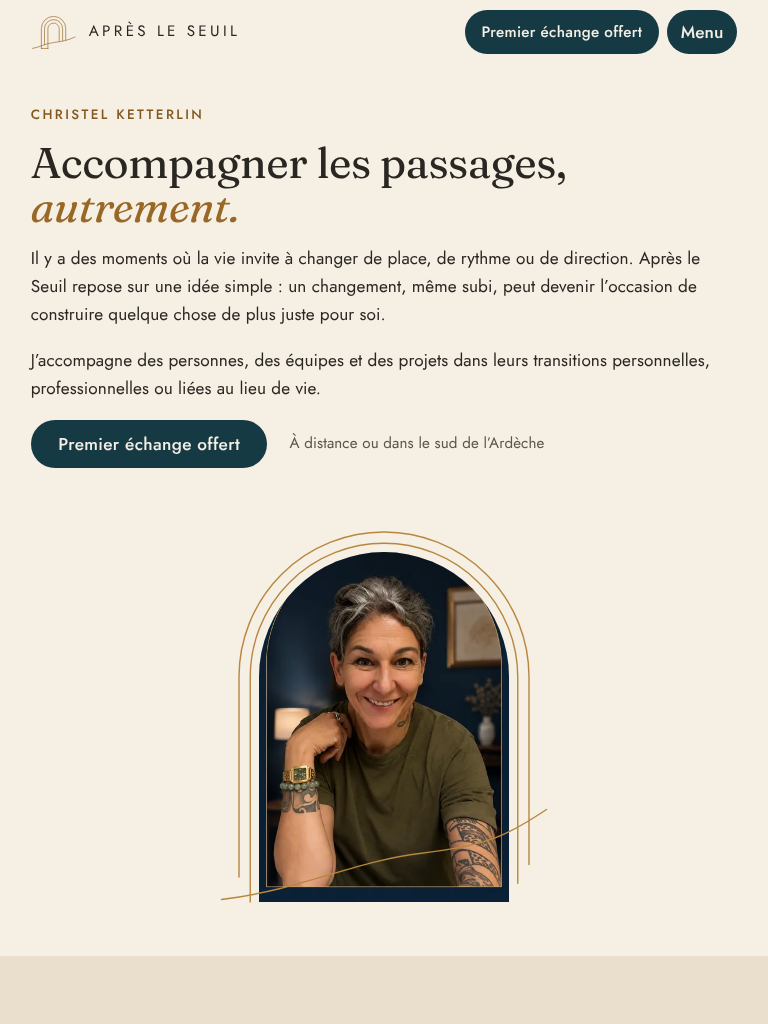 APRÈS LE SEUIL
Premier échange offert
Menu
CHRISTEL KETTERLIN
Accompagner les passages,
autrement.
Il y a des moments où la vie invite à changer de place, de rythme ou de direction. Après le
Seuil repose sur une idée simple : un changement, même subi, peut devenir l’occasion de
construire quelque chose de plus juste pour soi.
J’accompagne des personnes, des équipes et des projets dans leurs transitions personnelles,
professionnelles ou liées au lieu de vie.
Premier échange offert
À distance ou dans le sud de l’Ardèche